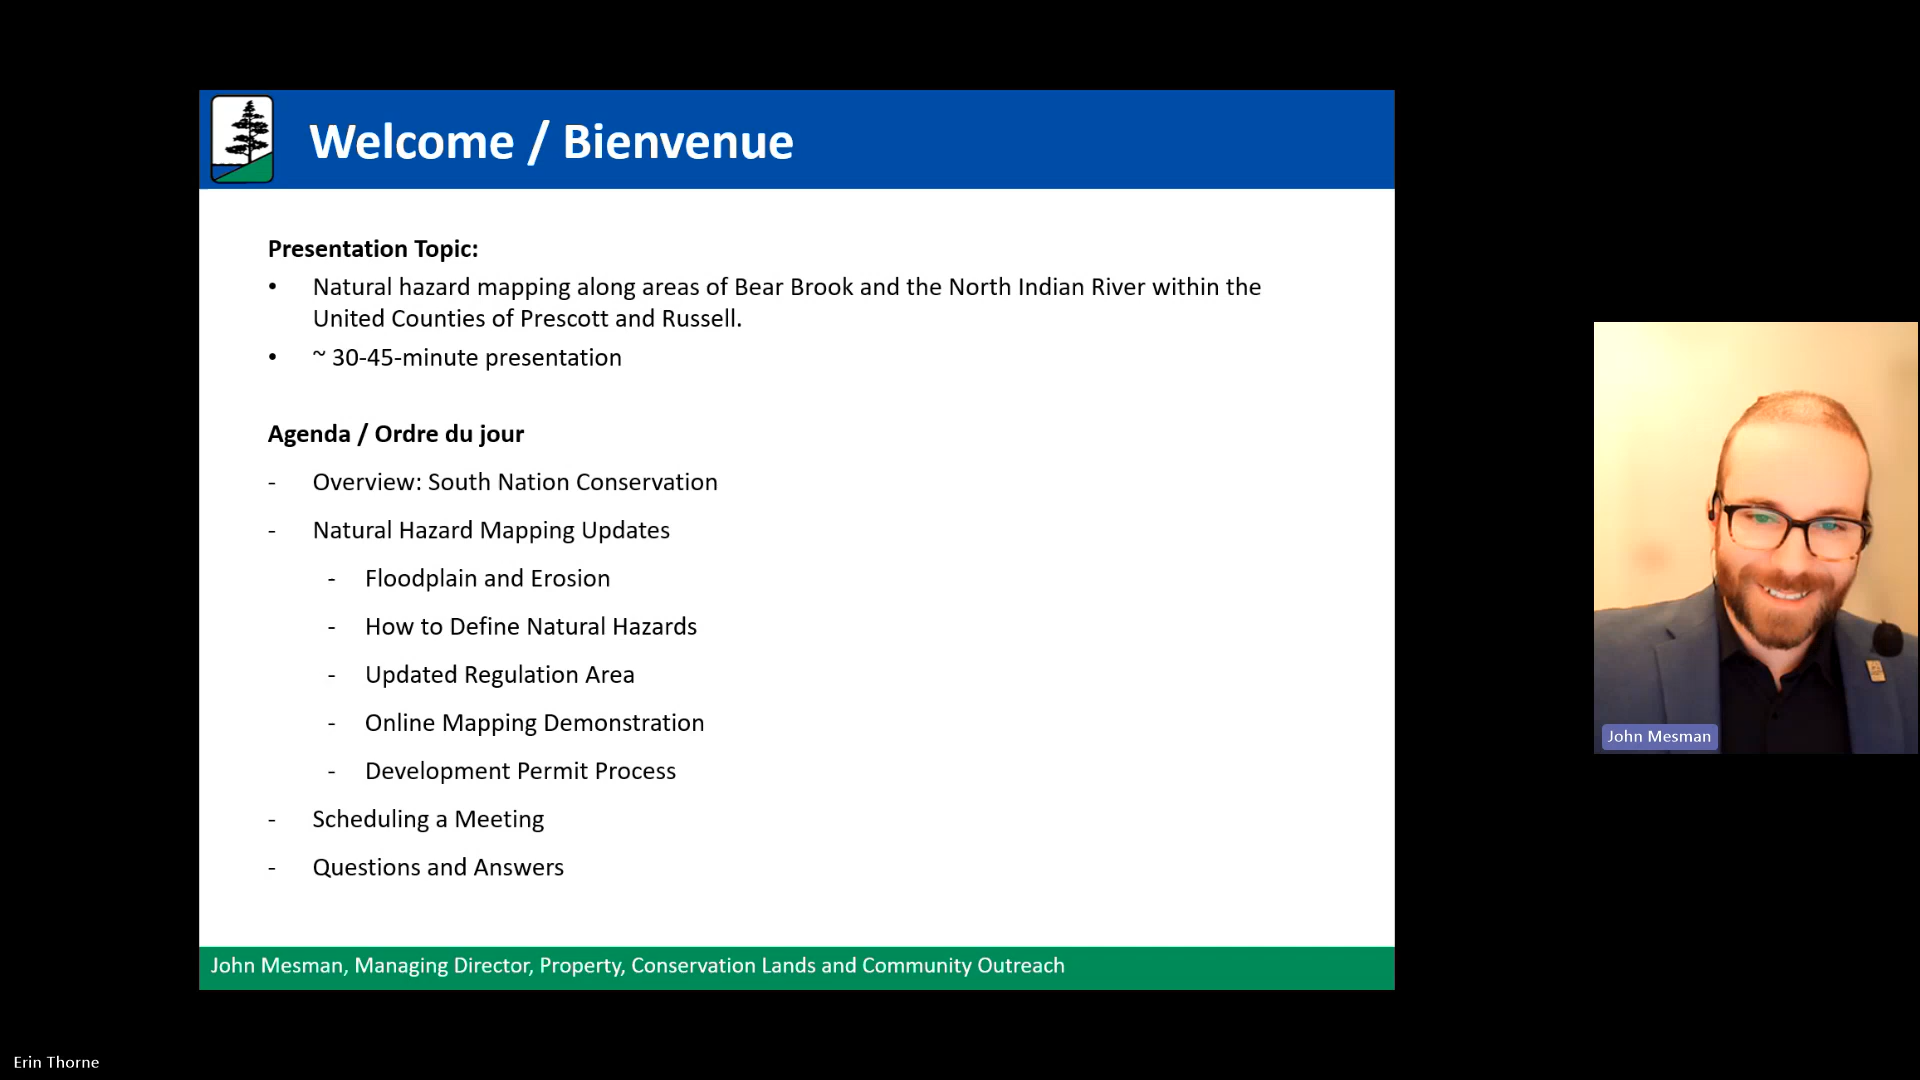 Welcome / Bienvenue
Presentation Topic:
• Natural hazard mapping along areas of Bear Brook and the North Indian River within the
United Counties of Prescott and Russell.
• ~ 30-45-minute presentation
Agenda / Ordre du jour
- Overview: South Nation Conservation
- Natural Hazard Mapping Updates
- Floodplain and Erosion
- How to Define Natural Hazards
- Updated Regulation Area
- Online Mapping Demonstration
- Development Permit Process
- Scheduling a Meeting
- Questions and Answers
John Mesman, Managing Director, Property, Conservation Lands and Community Outreach
John Mesman
Erin Thorne